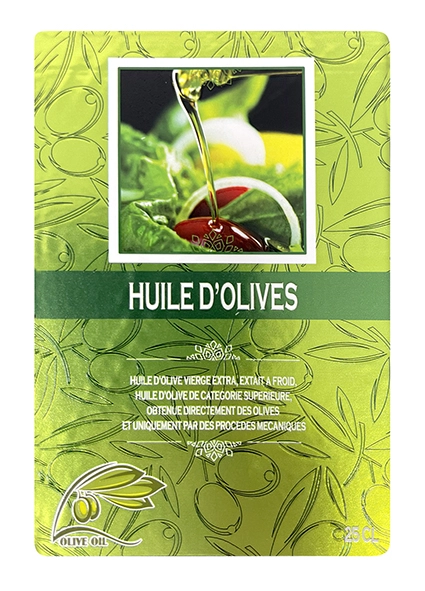 HUILE D'OLIVES
HUILE D'OLIVE VIERGE EXTRA, EXTAIT A FROID,
HUILE D'OLIVE DE CATEGORIE SUPERIEURE,
OBTENUE DIRECTEMENT DES OLIVES
ET UNIQUEMENT PAR DES PROCEDES MECANIQUES
OLIVE OIL
25 CL